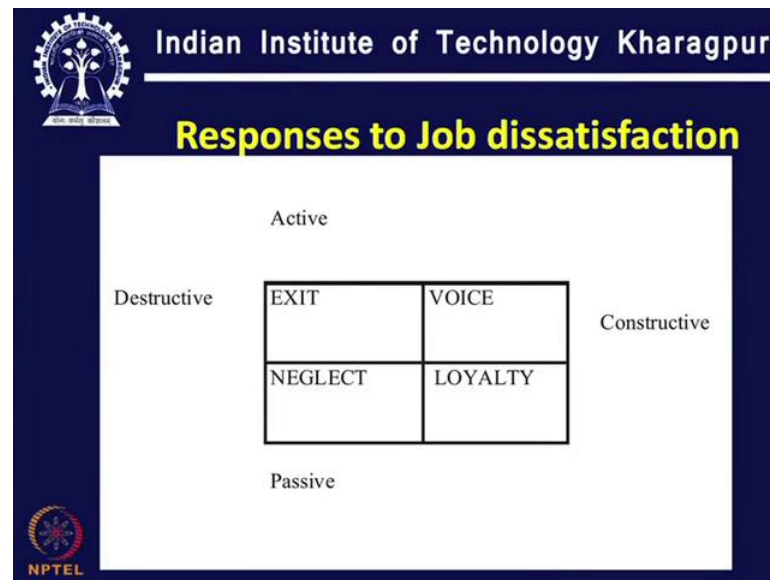 Indian Institute of Technology Kharagpur
Responses to Job dissatisfaction
Active
Destructive
EXIT
VOICE
Constructive
NEGLECT
LOYALTY
Passive
NPTEL